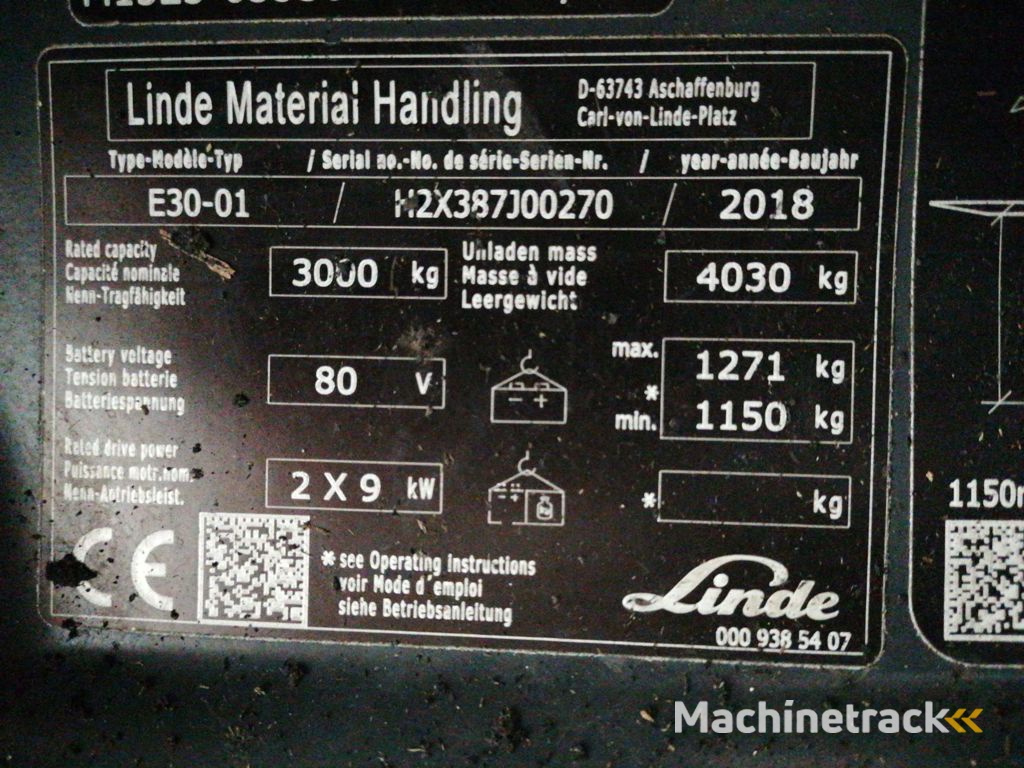 Linde Material Handling
D-63743 Aschaffenburg
Carl-von-Linde-Platz
Type-Modèle-Typ / Serial no.-No. de série-Serien-Nr. / year-année-Baujahr
E30-01 / H2X387J00270 / 2018
Rated capacity
Capacité nominale
Nenn-Tragfähigkeit
3000 kg
Unladen mass
Masse à vide
Leergewicht
4030 kg
Battery voltage
Tension batterie
Batteriespannung
80 V
max.
*
min.
1271 kg
1150 kg
Rated drive power
Puissance motr.nom.
Nenn-Antriebsleist.
2 X 9 kW
* kg
CE
* see Operating Instructions
voir Mode d'emploi
siehe Betriebsanleitung
Linde
000 938 54 07
1150
Machinetrack